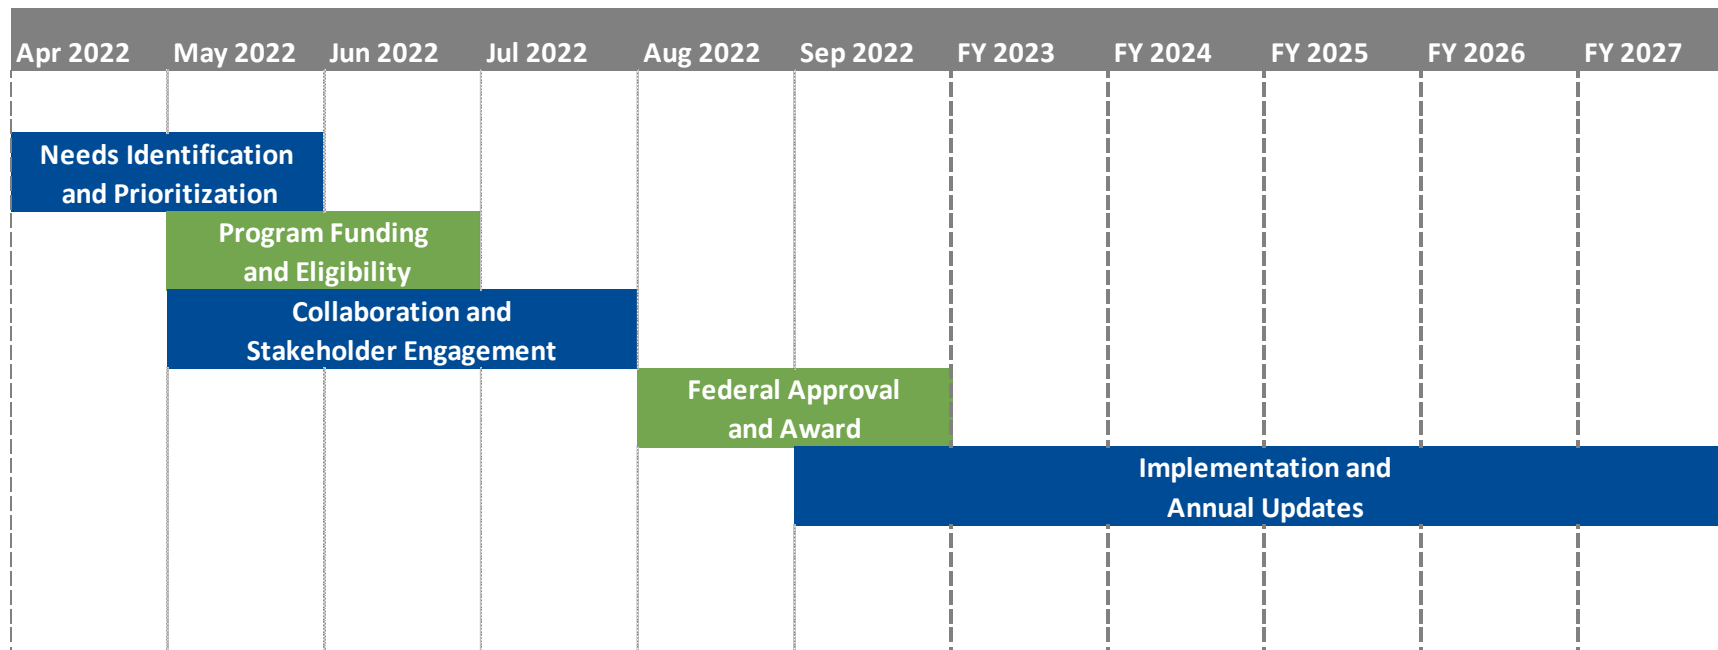 Apr 2022 May 2022 Jun 2022 Jul 2022 Aug 2022 Sep 2022 FY 2023 FY 2024 FY 2025 FY 2026 FY 2027
Needs Identification
and Prioritization
Program Funding
and Eligibility
Collaboration and
Stakeholder Engagement
Federal Approval
and Award
Implementation and
Annual Updates